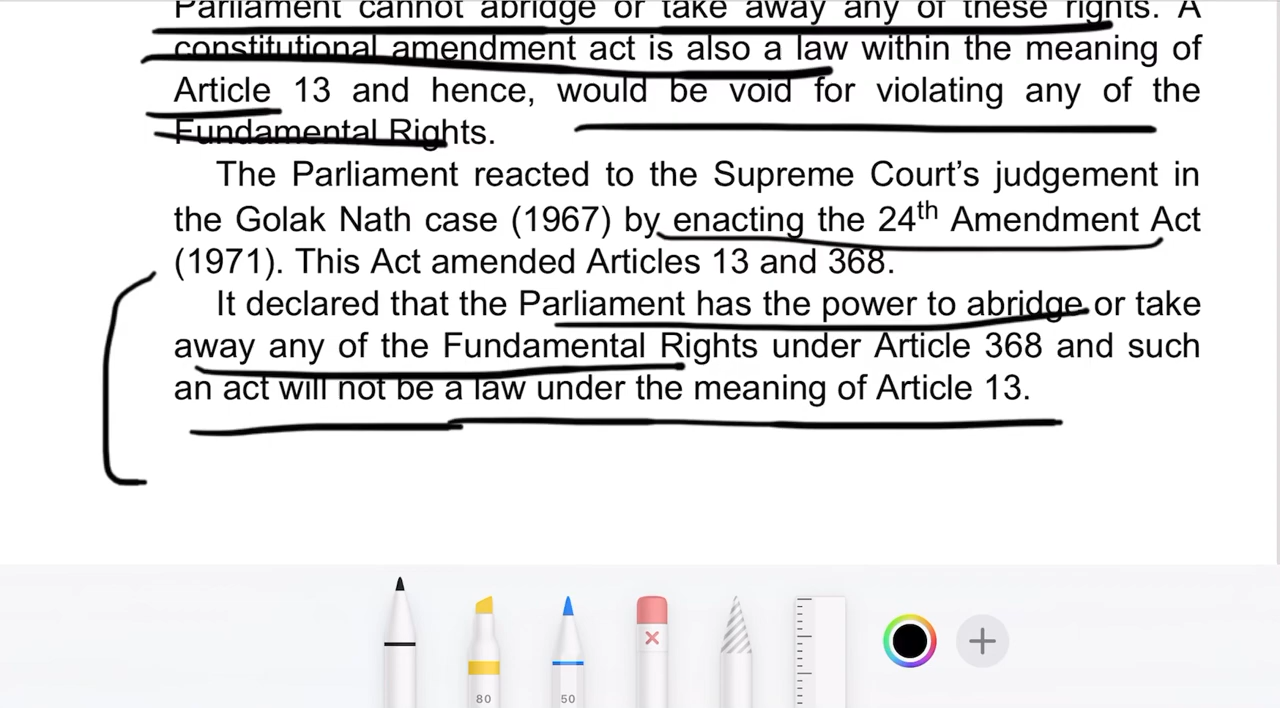 Parliament cannot abridge or take away any of these rights. A
constitutional amendment act is also a law within the meaning of
Article 13 and hence, would be void for violating any of the
Fundamental Rights.
The Parliament reacted to the Supreme Court’s judgement in
the Golak Nath case (1967) by enacting the 24th Amendment Act
(1971). This Act amended Articles 13 and 368.
It declared that the Parliament has the power to abridge or take
away any of the Fundamental Rights under Article 368 and such
an act will not be a law under the meaning of Article 13.
80 50